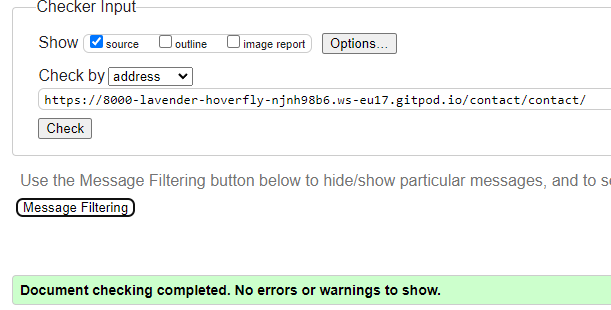 Checker Input
Show source outline image report Options...
Check by address
https://8000-lavender-hoverfly-njnh98b6.ws-eu17.gitpod.io/contact/contact/
Check
Use the Message Filtering button below to hide/show particular messages, and to
Message Filtering
Document checking completed. No errors or warnings to show.